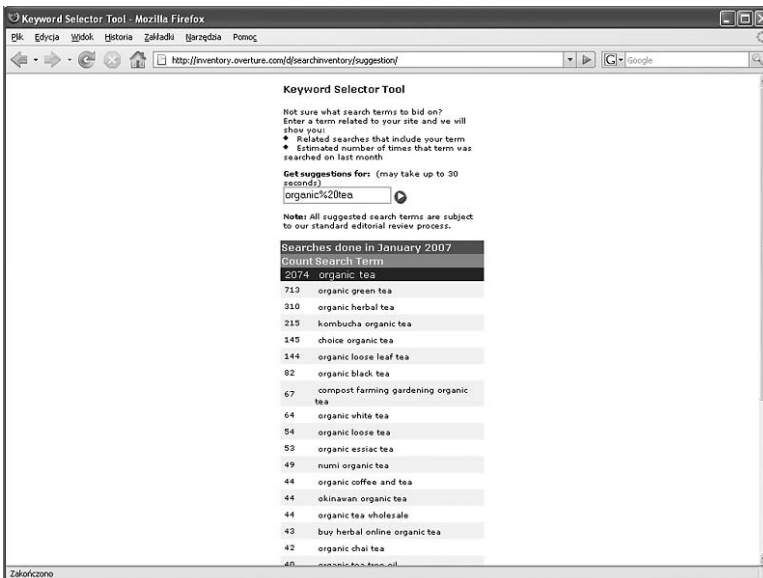 Keyword Selector Tool - Mozilla Firefox
Plik Edycja Widok Historia Zakładki Narzędzia Pomoc
http://inventory.overture.com/d/searchinventory/suggestion/
G Google
Keyword Selector Tool
Not sure what search terms to bid on?
Enter a term related to your site and we will
show you:
• Related searches that include your term
• Estimated number of times that term was
searched on last month
Get suggestions for: (may take up to 30
seconds)
organic%20tea
Note: All suggested search terms are subject
to our standard editorial review process.
Searches done in January 2007
Count Search Term
2074 organic tea
713 organic green tea
310 organic herbal tea
215 kombucha organic tea
145 choice organic tea
144 organic loose leaf tea
82 organic black tea
67 compost farming gardening organic
tea
64 organic white tea
54 organic loose tea
53 organic essiac tea
49 numi organic tea
44 organic coffee and tea
44 okinawan organic tea
44 organic tea wholesale
43 buy herbal online organic tea
42 organic chai tea
40 organic tea tree oil
Zakończono